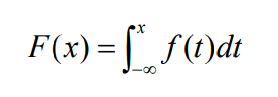 F(x) = ∫_{-∞}^{x} f(t)dt